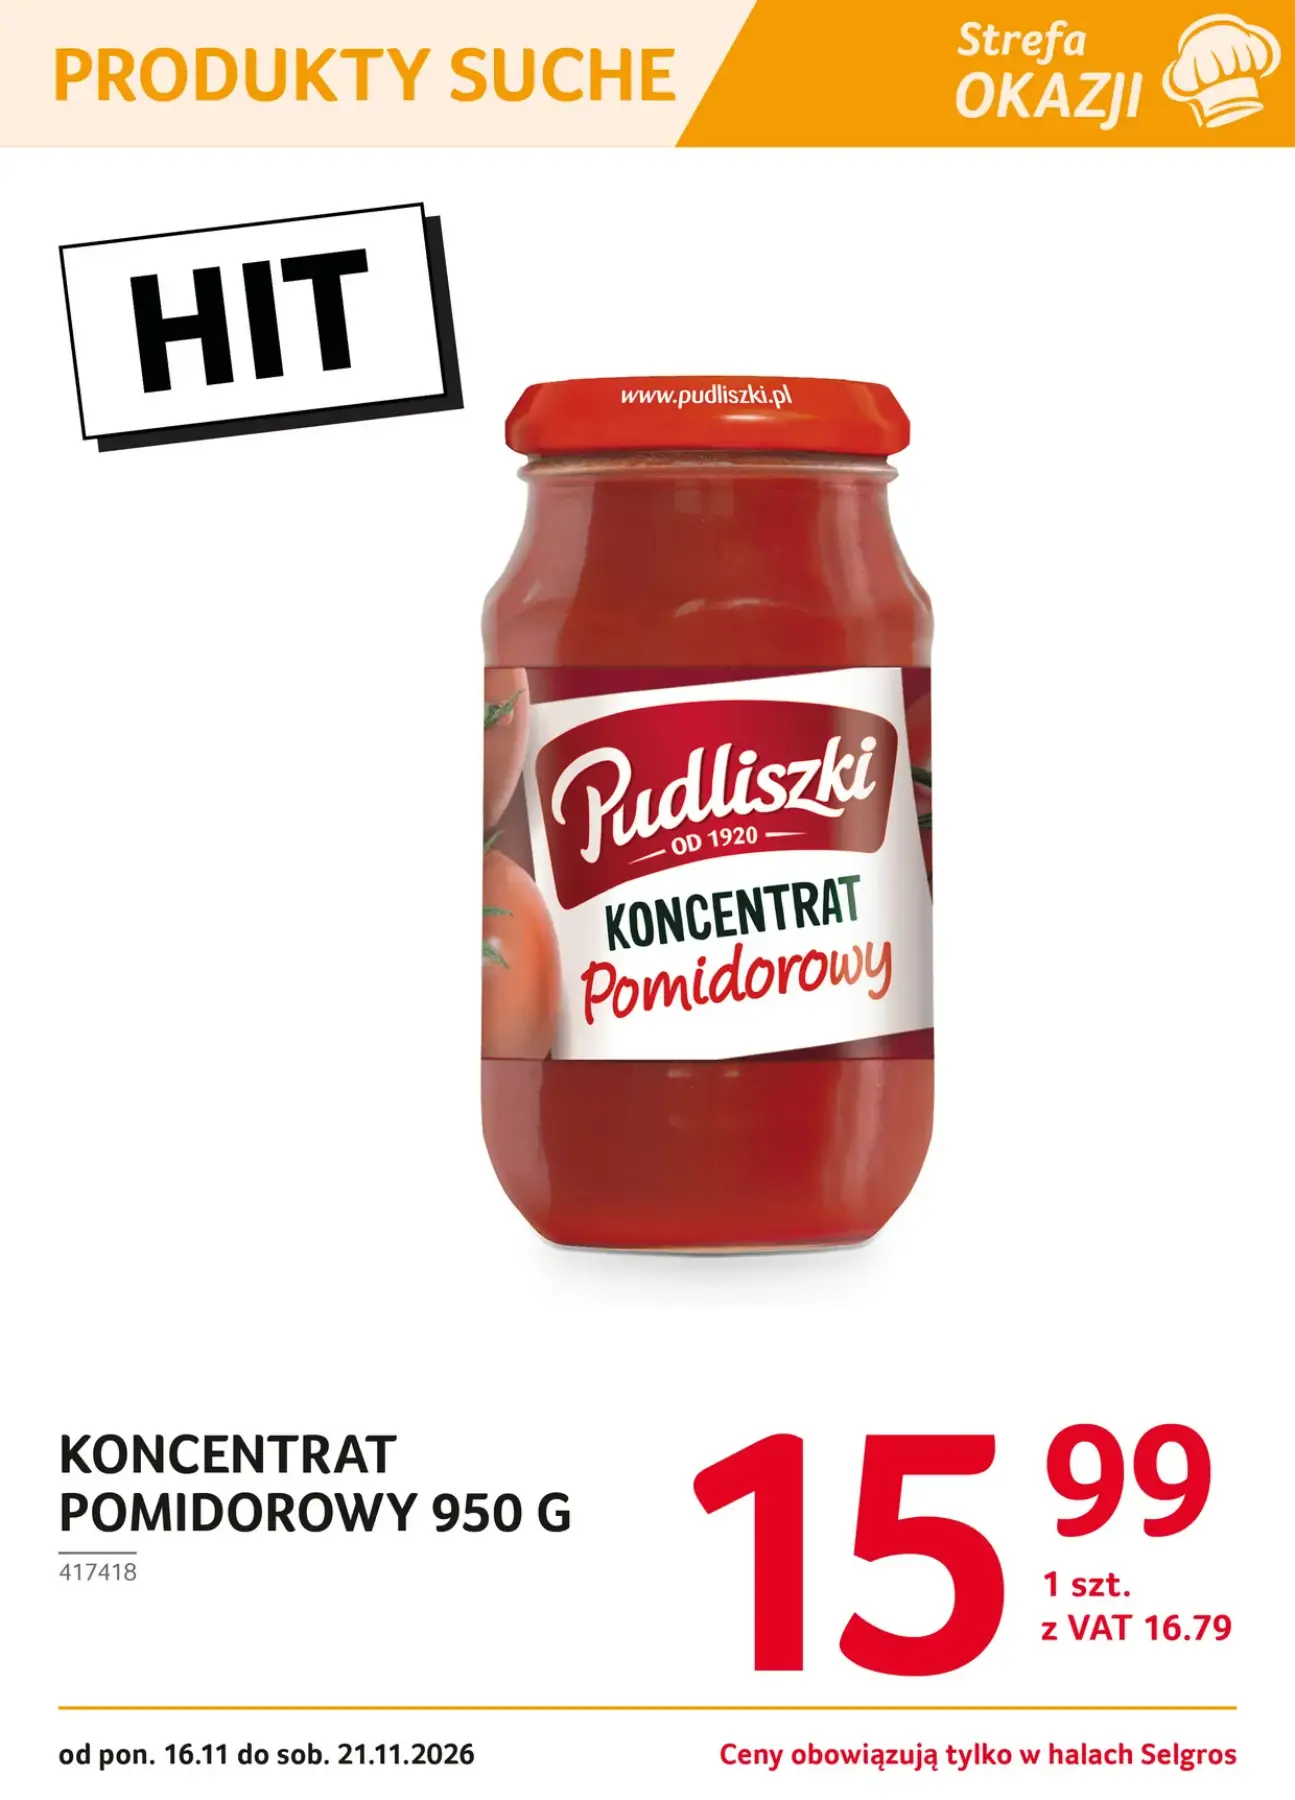 PRODUKTY SUCHE
Strefa
OKAZJI
HIT
www.pudliszki.pl
Pudliszki
OD 1920
KONCENTRAT
Pomidorowy
KONCENTRAT
POMIDOROWY 950 G
417418
15 99
1 szt.
z VAT 16.79
od pon. 16.11 do sob. 21.11.2026
Ceny obowiązują tylko w halach Selgros